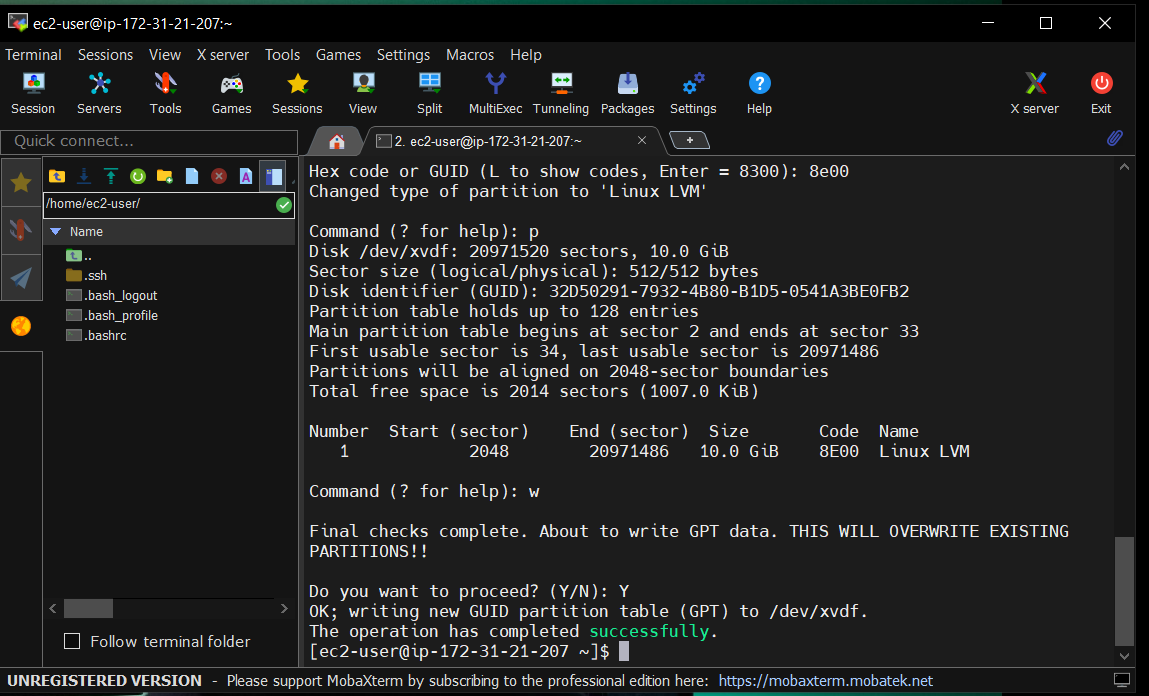 ec2-user@ip-172-31-21-207:~
Terminal Sessions View X server Tools Games Settings Macros Help
Session Servers Tools Games Sessions View Split MultiExec Tunneling Packages Settings Help X server Exit
Quick connect...
2. ec2-user@ip-172-31-21-207:~
/home/ec2-user/
Name
..
.ssh
.bash_logout
.bash_profile
.bashrc
Follow terminal folder
Hex code or GUID (L to show codes, Enter = 8300): 8e00
Changed type of partition to 'Linux LVM'
Command (? for help): p
Disk /dev/xvdf: 20971520 sectors, 10.0 GiB
Sector size (logical/physical): 512/512 bytes
Disk identifier (GUID): 32D50291-7932-4B80-B1D5-0541A3BE0FB2
Partition table holds up to 128 entries
Main partition table begins at sector 2 and ends at sector 33
First usable sector is 34, last usable sector is 20971486
Partitions will be aligned on 2048-sector boundaries
Total free space is 2014 sectors (1007.0 KiB)
Number  Start (sector)    End (sector)  Size       Code  Name
   1            2048        20971486   10.0 GiB    8E00  Linux LVM
Command (? for help): w
Final checks complete. About to write GPT data. THIS WILL OVERWRITE EXISTING
PARTITIONS!!
Do you want to proceed? (Y/N): Y
OK; writing new GUID partition table (GPT) to /dev/xvdf.
The operation has completed successfully.
[ec2-user@ip-172-31-21-207 ~]$
UNREGISTERED VERSION - Please support MobaXterm by subscribing to the professional edition here: https://mobaxterm.mobatek.net